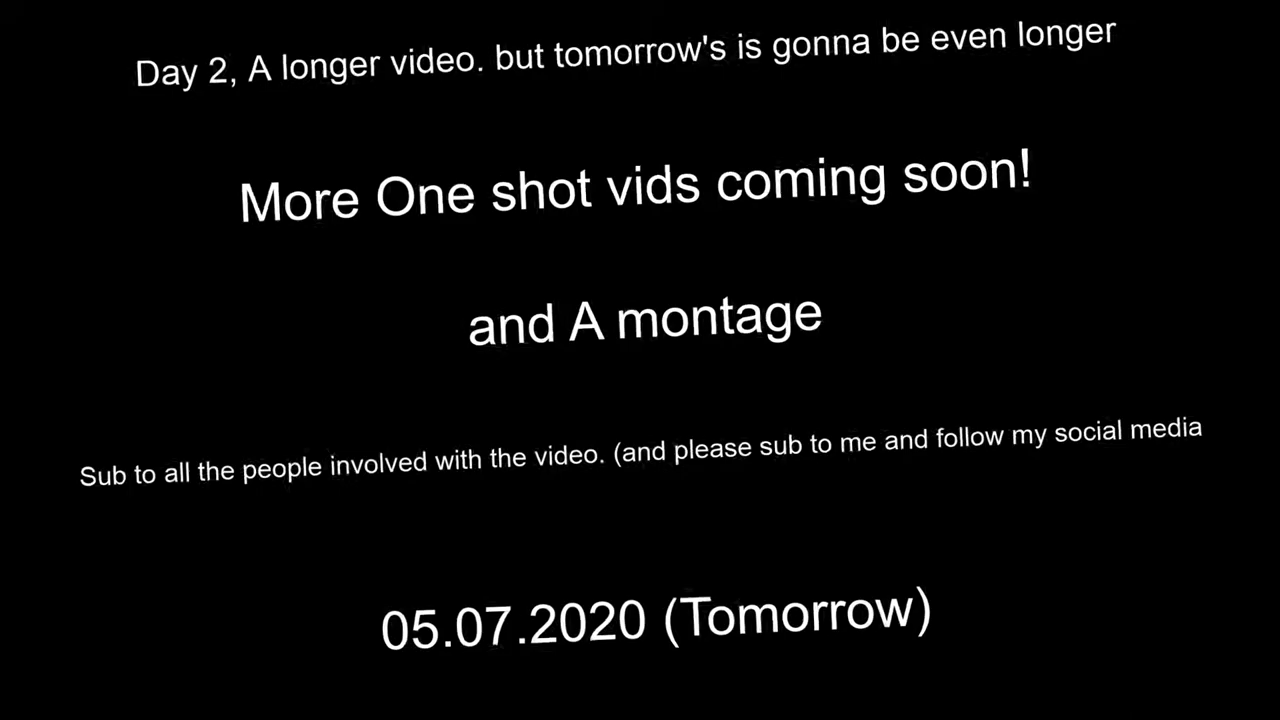 Day 2, A longer video. but tomorrow's is gonna be even longer
More One shot vids coming soon!
and A montage
Sub to all the people involved with the video. (and please sub to me and follow my social media
05.07.2020 (Tomorrow)